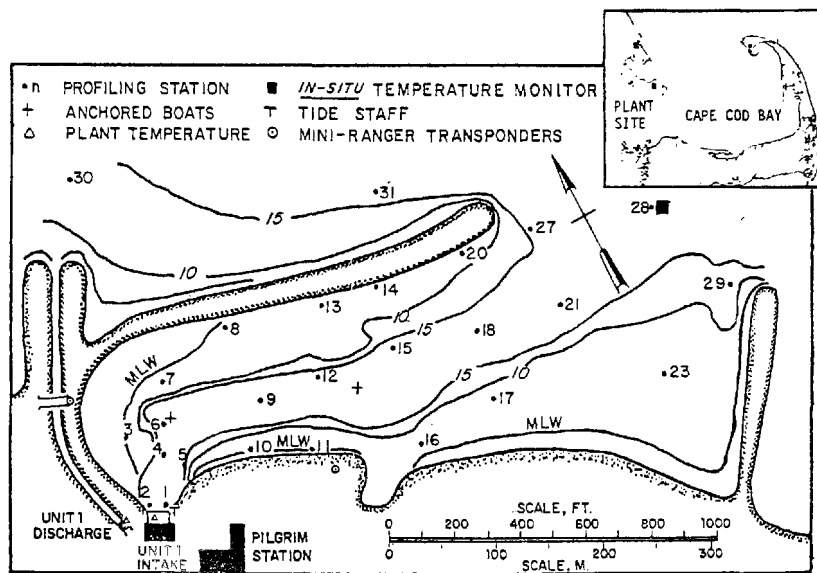 •n PROFILING STATION
■ IN-SITU TEMPERATURE MONITOR
+ ANCHORED BOATS
TIDE STAFF
△ PLANT TEMPERATURE
⊙ MINI-RANGER TRANSPONDERS
PLANT
SITE
CAPE COD BAY
30
31
15
28
27
10
20
29
14
13
21
8
10
15
18
15
MLW
7
12
15
10
23
9
17
6
3
4
5
MLW
10
11
16
MLW
2
1
UNIT 1
DISCHARGE
UNIT 1
INTAKE
PILGRIM
STATION
SCALE, FT.
0 200 400 600 800 1000
0 100 200 300
SCALE, M.